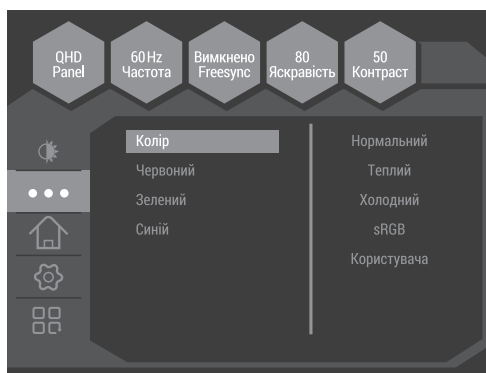 QHD
Panel
60Hz
Частота
Вимкнено
Freesync
80
Яскравість
50
Контраст
Колір
Червоний
Зелений
Синій
Нормальний
Теплий
Холодний
sRGB
Користувача